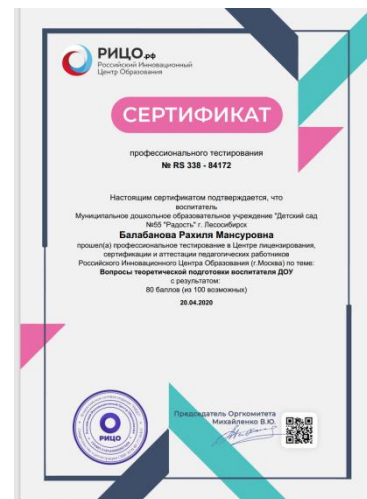 РИЦО.рф
Российский Инновационный
Центр Образования
СЕРТИФИКАТ
профессионального тестирования
№ RS 338 - 84172
Настоящим сертификатом подтверждается, что
воспитатель
Муниципальное дошкольное образовательное учреждение "Детский сад
№55 "Радость" г. Лесосибирск
Балабанова Рахиля Мансуровна
прошел(а) профессиональное тестирование в Центре лицензирования,
сертификации и аттестации педагогических работников
Российского Инновационного Центра Образования (г.Москва) по теме:
Вопросы теоретической подготовки воспитателя ДОУ
с результатом:
80 баллов (из 100 возможных)
20.04.2020
Председатель Оргкомитета
Михайленко В.Ю.
РИЦО